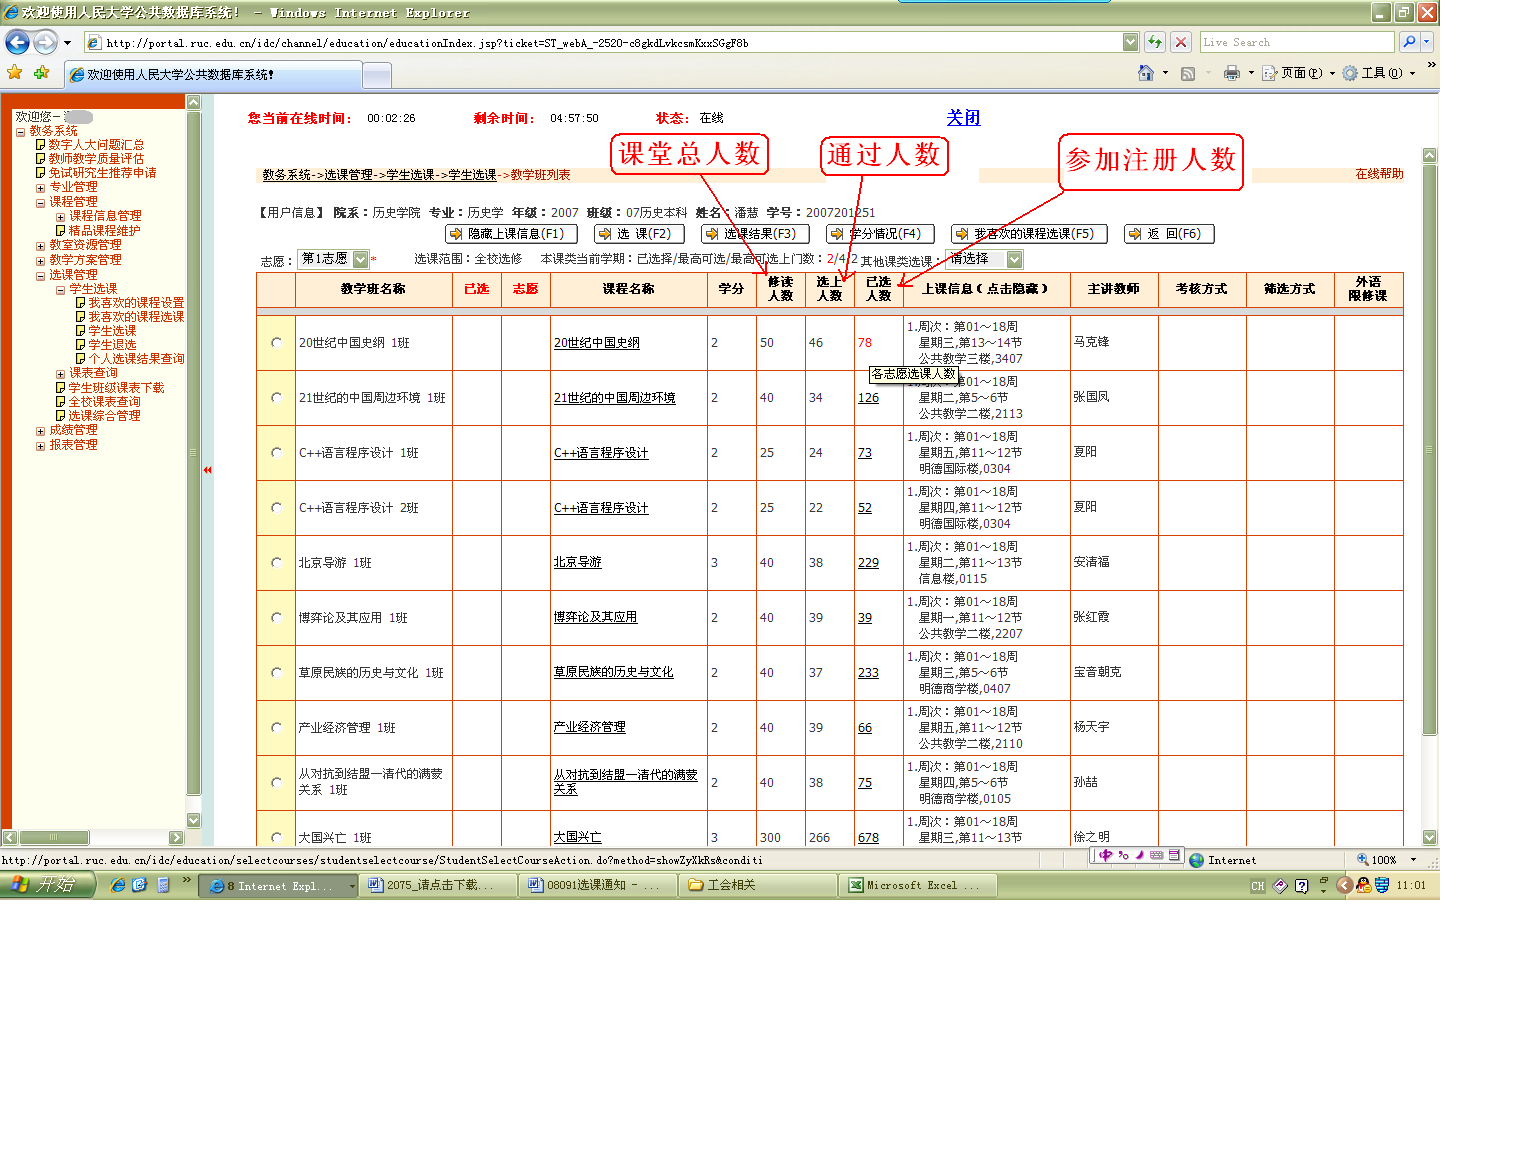 欢迎使用人民大学公共数据库系统! - Windows Internet Explorer
http://portal.ruc.edu.cn/idc/channel/education/educationIndex.jsp?ticket=ST_webA_-2520-c8gkdLvkcsmKxxSGgF8b
Live Search
欢迎使用人民大学公共数据库系统!
页面(P)
工具(O)
»
欢迎您-
教务系统
数字人大问题汇总
教师教学质量评估
免试研究生推荐申请
专业管理
课程管理
课程信息管理
精品课程维护
教室资源管理
教学方案管理
选课管理
学生选课
我喜欢的课程设置
我喜欢的课程选课
学生选课
学生退选
个人选课结果查询
课表查询
学生班级课表下载
全校课表查询
选课综合管理
成绩管理
报表管理
您当前在线时间: 00:02:26 剩余时间: 04:57:50 状态: 在线
关闭
课堂总人数
通过人数
参加注册人数
教务系统->选课管理->学生选课->学生选课->教学班列表
在线帮助
【用户信息】 院系:历史学院 专业:历史学 年级:2007 班级:07历史本科 姓名:潘慧 学号:2007201251
隐藏上课信息(F1) 选 课(F2) 选课结果(F3) 学分情况(F4) 我喜欢的课程选课(F5) 返 回(F6)
志愿: 第1志愿 * 选课范围:全校选修 本课类当前学期:已选择/最高可选/最高可选上门数:2/4/2 其他课类选课: 请选择
教学班名称 已选 志愿 课程名称 学分 修读人数 选上人数 已选人数 上课信息(点击隐藏) 主讲教师 考核方式 筛选方式 外语限修课
20世纪中国史纲 1班 20世纪中国史纲 2 50 46 78 1.周次:第01~18周 星期三,第13~14节 公共教学三楼,3407 马克锋
各志愿选课人数
21世纪的中国周边环境 1班 21世纪的中国周边环境 2 40 34 126 1.周次:第01~18周 星期二,第5~6节 公共教学二楼,2113 张国凤
C++语言程序设计 1班 C++语言程序设计 2 25 24 73 1.周次:第01~18周 星期五,第11~12节 明德国际楼,0304 夏阳
C++语言程序设计 2班 C++语言程序设计 2 25 22 52 1.周次:第01~18周 星期四,第11~12节 明德国际楼,0304 夏阳
北京导游 1班 北京导游 3 40 38 229 1.周次:第01~18周 星期二,第11~13节 信息楼,0115 安清福
博弈论及其应用 1班 博弈论及其应用 2 40 39 39 1.周次:第01~18周 星期一,第11~12节 公共教学二楼,2207 张红霞
草原民族的历史与文化 1班 草原民族的历史与文化 2 40 37 233 1.周次:第01~18周 星期三,第5~6节 明德商学楼,0407 宝音朝克
产业经济管理 1班 产业经济管理 2 40 39 66 1.周次:第01~18周 星期五,第11~12节 公共教学二楼,2110 杨天宇
从对抗到结盟—清代的满蒙关系 1班 从对抗到结盟—清代的满蒙关系 2 40 38 75 1.周次:第01~18周 星期四,第5~6节 明德商学楼,0105 孙喆
大国兴亡 1班 大国兴亡 3 300 266 678 1.周次:第01~18周 星期三,第11~13节 徐之明
http://portal.ruc.edu.cn/idc/education/selectcourses/studentselectcourse/StudentSelectCourseAction.do?method=showZyXkRs&conditi
中
Internet
100%
开始
»
8 Internet Expl...
2075_请点击下载...
08091选课通知 - ...
工会相关
Microsoft Excel ...
CH
11:01